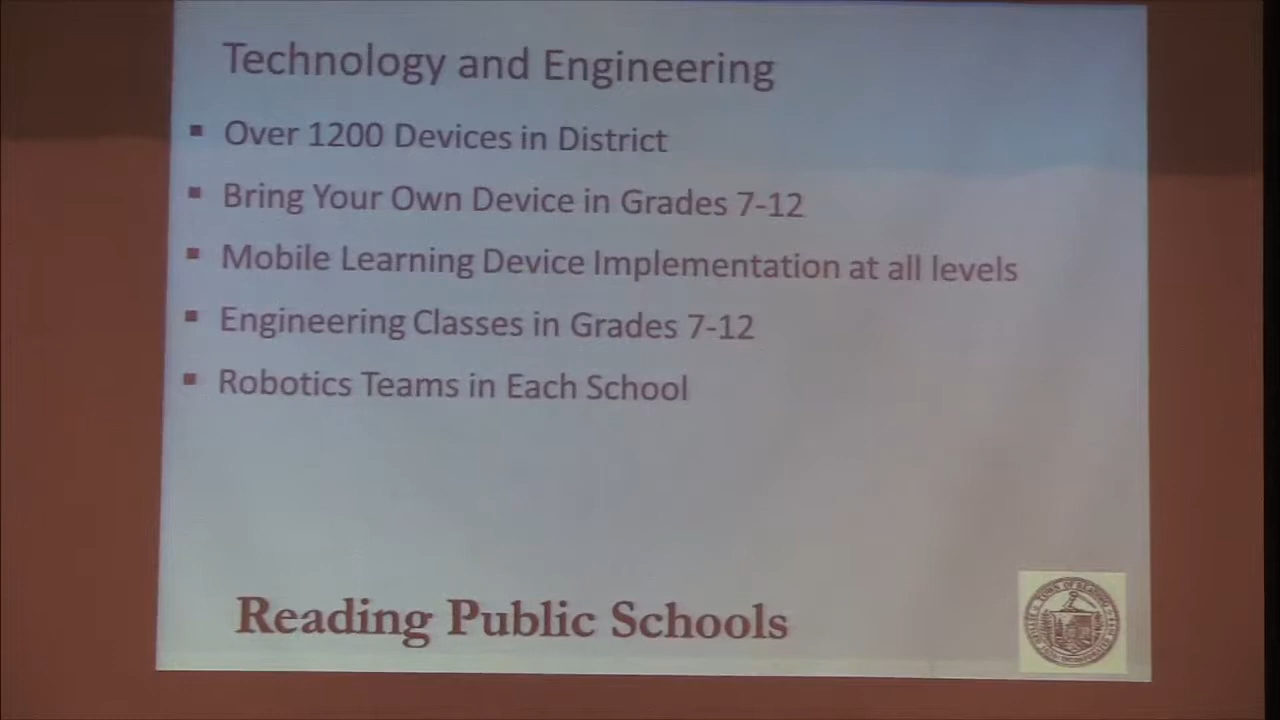 Technology and Engineering
Over 1200 Devices in District
Bring Your Own Device in Grades 7-12
Mobile Learning Device Implementation at all levels
Engineering Classes in Grades 7-12
Robotics Teams in Each School
Reading Public Schools